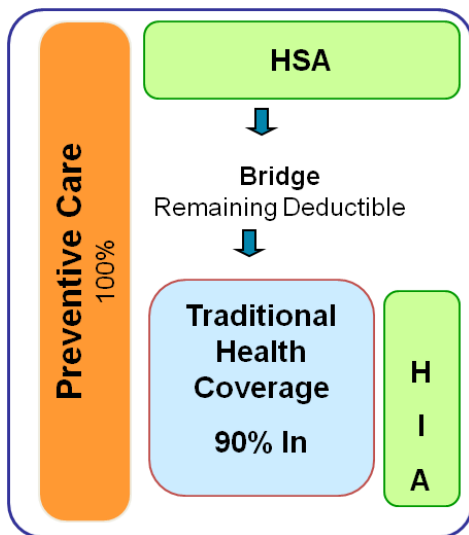 Preventive Care
100%
HSA
Bridge
Remaining Deductible
Traditional
Health
Coverage
90% In
H
I
A